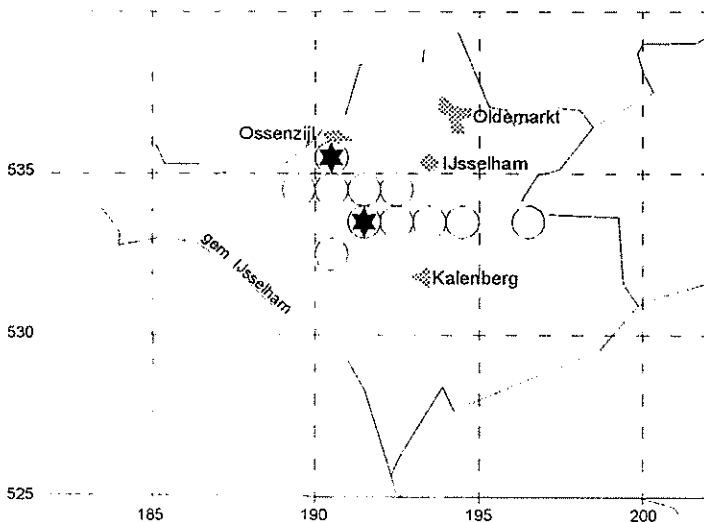 Oldemarkt
Ossenzijl
IJsselham
535
gem IJsselham
Kalenberg
530
525
185 190 195 200